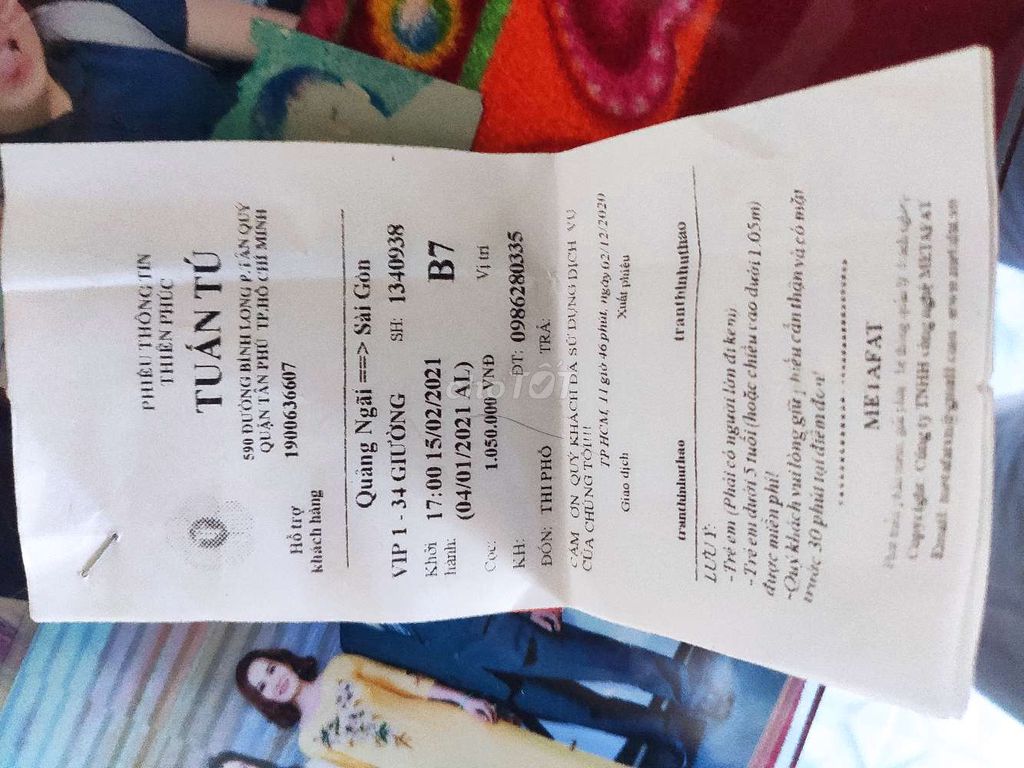 PHIẾU THÔNG TIN
THIÊN PHÚC
TUẤN TÚ
590 ĐƯỜNG BÌNH LONG P.TÂN QUÝ
QUẬN TÂN PHÚ TP.HỒ CHÍ MINH
Hỗ trợ 1900636607
khách hàng
Quảng Ngãi ==> Sài Gòn
VIP 1 - 34 GIƯỜNG SH: 1340938
Khởi 17:00 15/02/2021 B7
hành: (04/01/2021 AL) Vị trí
Cọc: 1.050.000 VNĐ
KH: ĐT: 0986280335
ĐÓN: THI PHỔ TRẢ:
CẢM ƠN QUÝ KHÁCH ĐÃ SỬ DỤNG DỊCH VỤ
CỦA CHÚNG TÔI!!!
TP.HCM, 11 giờ 46 phút, ngày 02/12/2020
Giao dịch Xuất phiếu
tranthinhuthao tranthinhuthao
LƯU Ý:
-Trẻ em (Phải có người lớn đi kèm)
-Trẻ em dưới 5 tuổi (hoặc chiều cao dưới 1.05m)
được miễn phí!
-Quý khách vui lòng giữ phiếu cẩn thận và có mặt
trước 30 phút tại điểm đón!
METAFAT
Copyright Công ty TNHH công nghệ METAFAT
Email
chợ TỐT